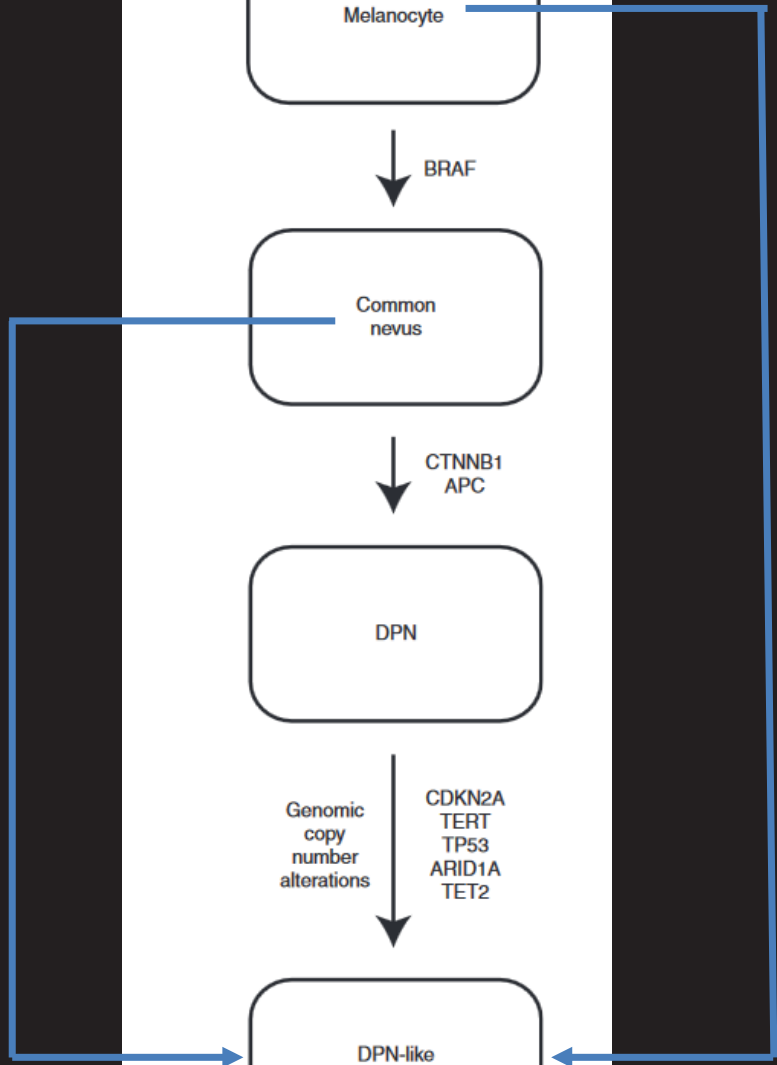 Melanocyte
BRAF
Common
nevus
CTNNB1
APC
DPN
Genomic
copy
number
alterations
CDKN2A
TERT
TP53
ARID1A
TET2
DPN-like